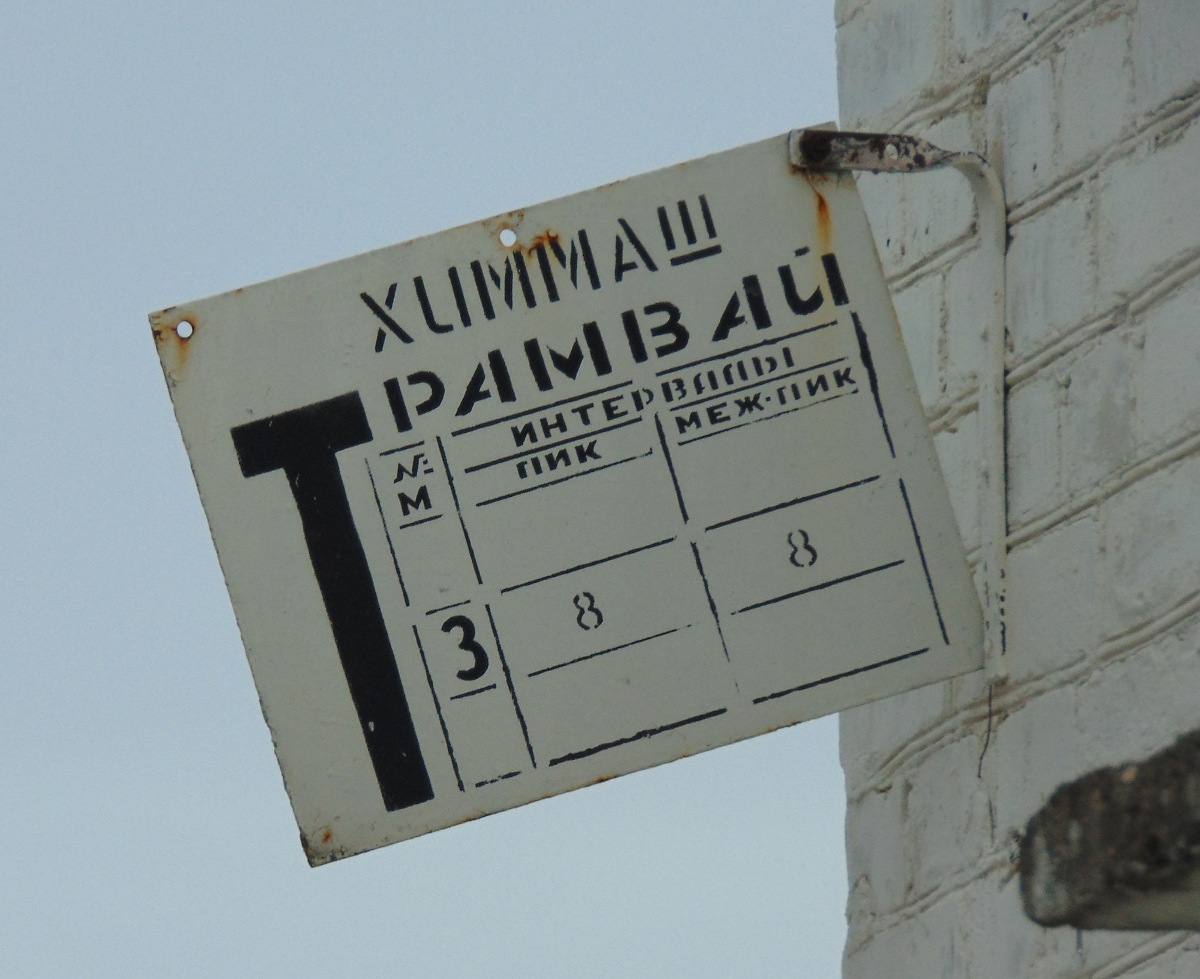 ХИММАШ
ТРАМВАЙ
№ ИНТЕРВАЛЫ
М ПИК МЕЖ-ПИК
3 8 8